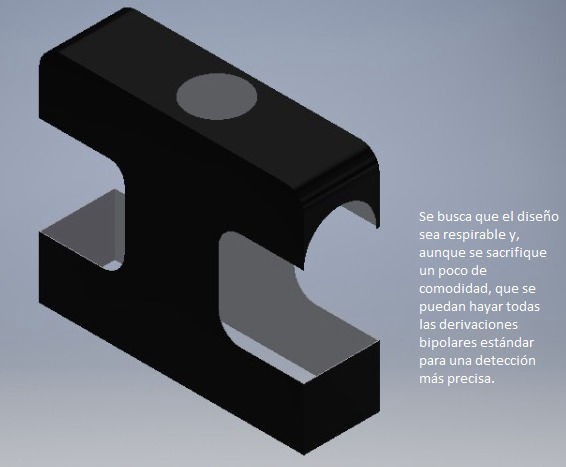 Se busca que el diseño
sea respirable y,
aunque se sacrifique
un poco de
comodidad, que se
puedan hayar todas
las derivaciones
bipolares estándar
para una detección
más precisa.